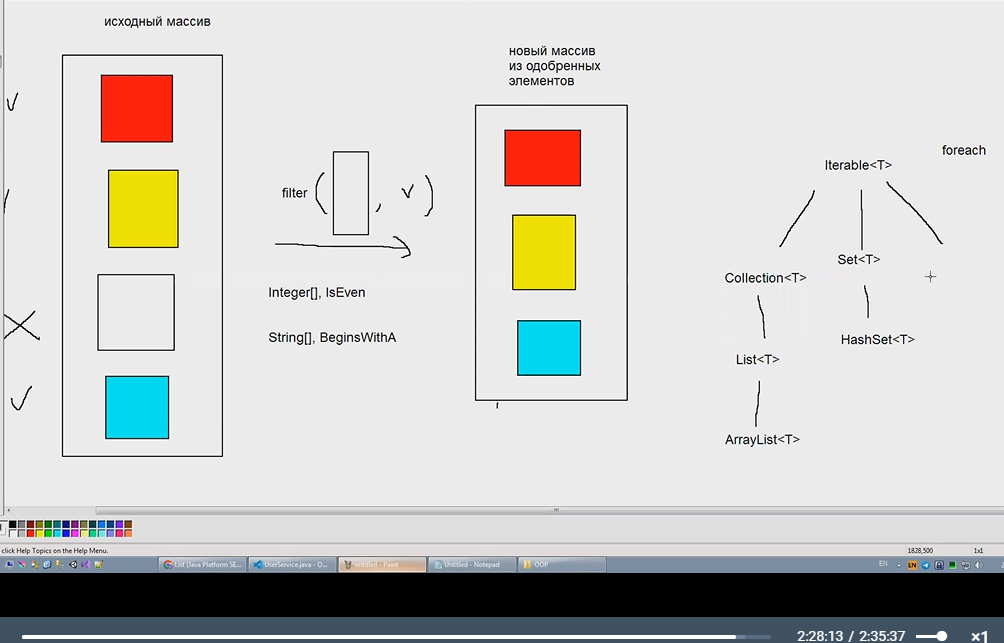 исходный массив
новый массив
из одобренных
элементов
foreach
Iterable<T>
filter
(
,
v
)
Integer[], IsEven
Set<T>
Collection<T>
String[], BeginsWithA
HashSet<T>
List<T>
ArrayList<T>
click Help Topics on the Help Menu.
1828,500
1x1
List (Java Platform SE...
UserService.java - O...
untitled - Paint
Untitled - Notepad
OOP
EN
EN
2:28:13 / 2:35:37
×1